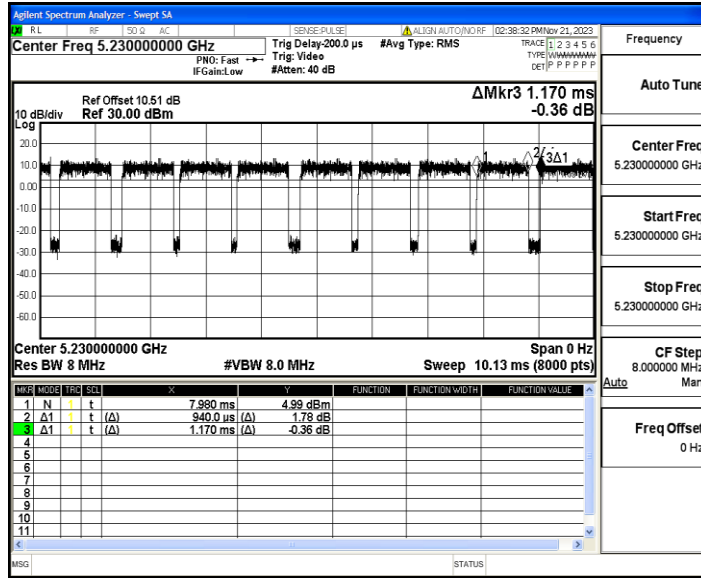 Agilent Spectrum Analyzer - Swept SA
RL RF 50 Ω AC SENSE:PULSE ALIGN AUTO/NO RF 02:38:32 PM Nov 21, 2023
Center Freq 5.230000000 GHz
PNO: Fast
IFGain:Low
Trig Delay-200.0 µs
Trig: Video
#Atten: 40 dB
#Avg Type: RMS
TRACE 1 2 3 4 5 6
TYPE
DET P P P P P P
Ref Offset 10.51 dB
10 dB/div Ref 30.00 dBm
ΔMkr3 1.170 ms
-0.36 dB
Log
20.0
10.0
0.00
-10.0
-20.0
-30.0
-40.0
-50.0
-60.0
1
2
3Δ1
Center 5.230000000 GHz Span 0 Hz
Res BW 8 MHz #VBW 8.0 MHz Sweep 10.13 ms (8000 pts)
MKR MODE TRC SCL X Y FUNCTION FUNCTION WIDTH FUNCTION VALUE
1 N 1 t 7.980 ms 4.99 dBm
2 Δ1 1 t (Δ) 940.0 µs (Δ) 1.78 dB
3 Δ1 1 t (Δ) 1.170 ms (Δ) -0.36 dB
4
5
6
7
8
9
10
11
MSG STATUS
Frequency
Auto Tune
Center Freq
5.230000000 GHz
Start Freq
5.230000000 GHz
Stop Freq
5.230000000 GHz
CF Step
8.000000 MHz
Auto Man
Freq Offset
0 Hz